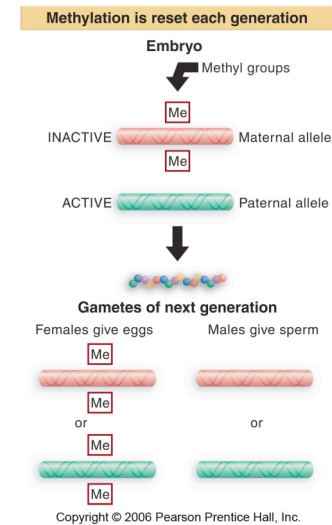 Methylation is reset each generation
Embryo
Methyl groups
Me
INACTIVE Maternal allele
Me
ACTIVE Paternal allele
Gametes of next generation
Females give eggs Males give sperm
Me
Me
or or
Me
Me
Copyright © 2006 Pearson Prentice Hall, Inc.